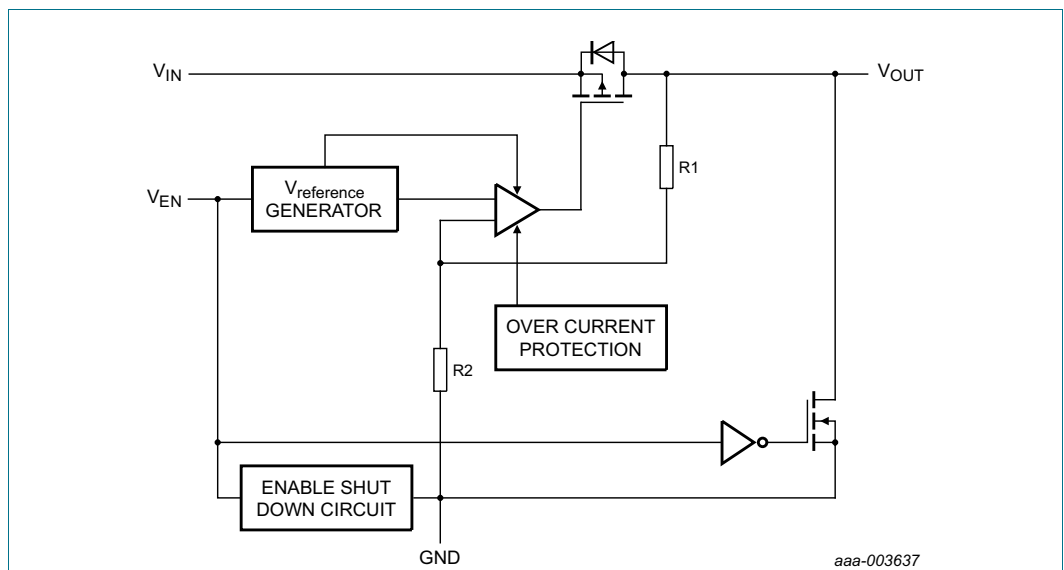 VIN
VOUT
R1
VEN
Vreference
GENERATOR
OVER CURRENT
PROTECTION
R2
ENABLE SHUT
DOWN CIRCUIT
GND
aaa-003637